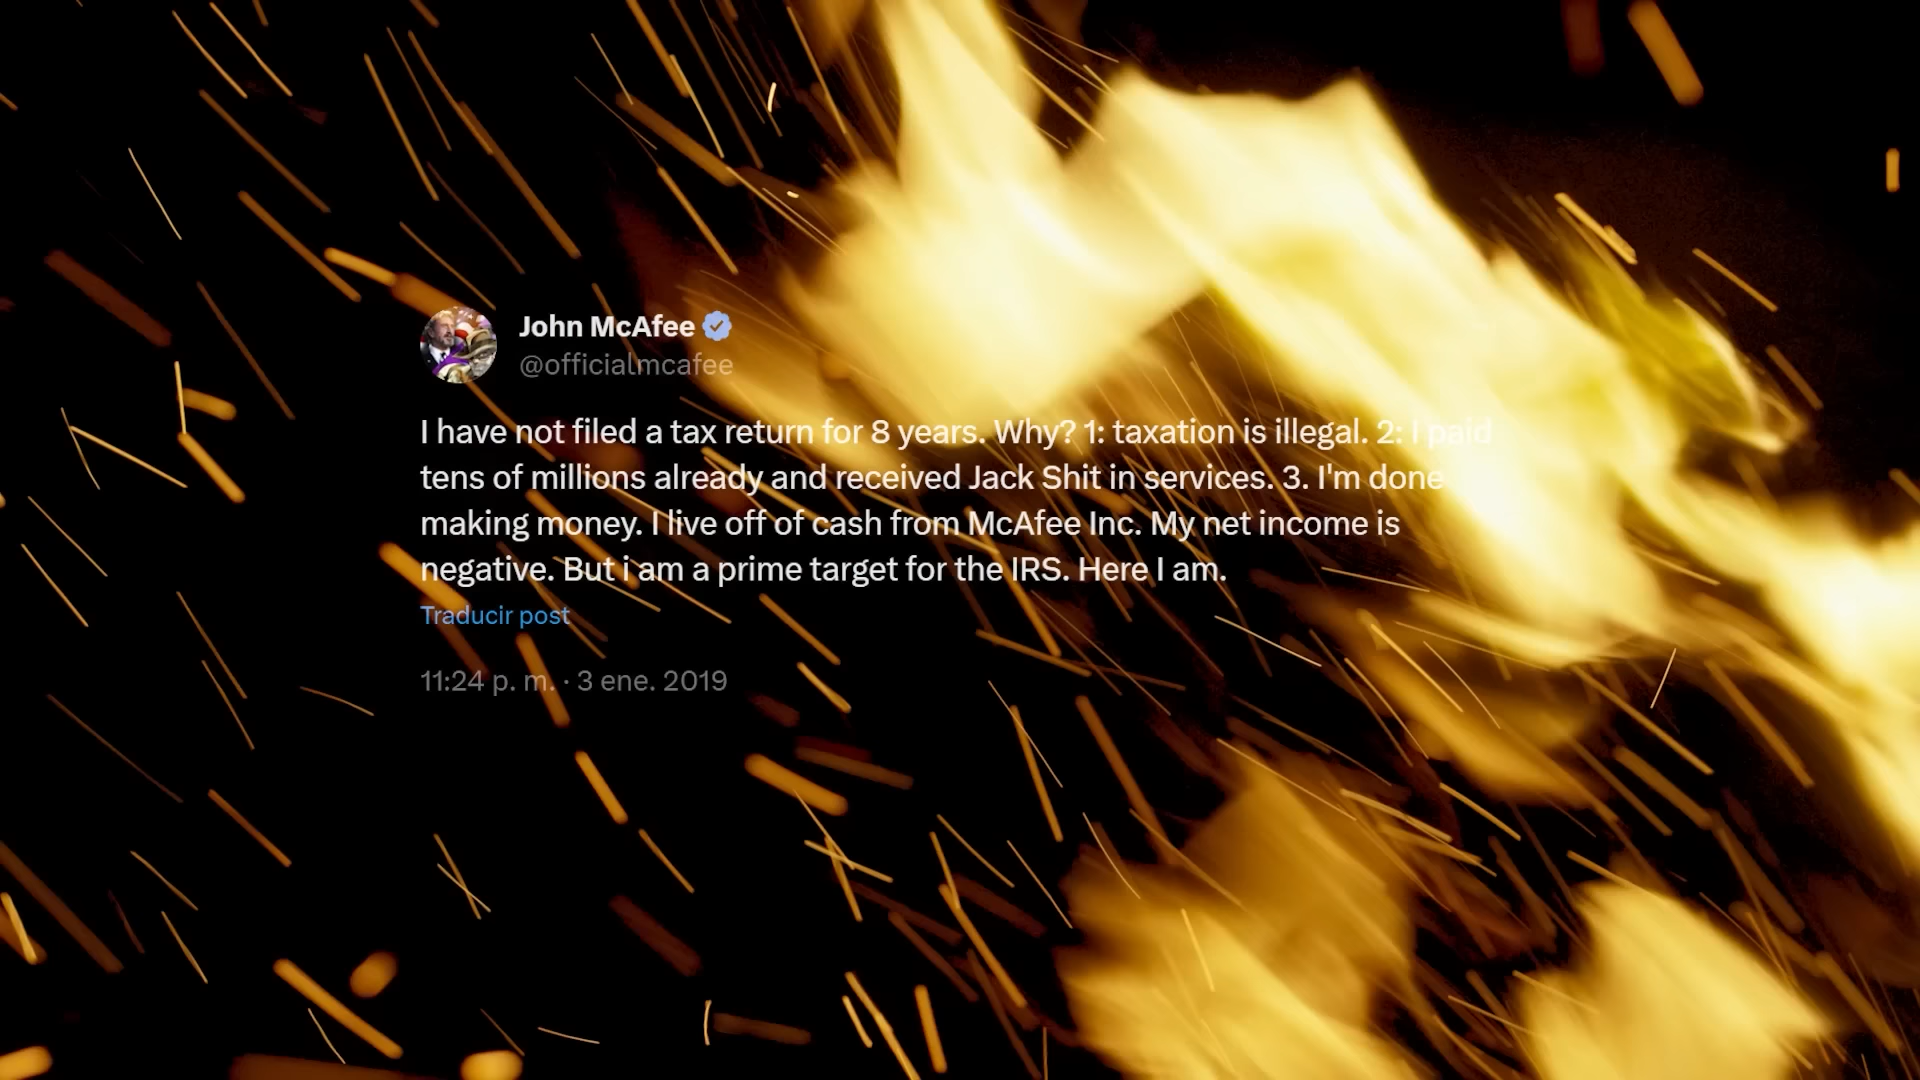 John McAfee
@officialmcafee
I have not filed a tax return for 8 years. Why? 1: taxation is illegal. 2: I paid
tens of millions already and received Jack Shit in services. 3. I'm done
making money. I live off of cash from McAfee Inc. My net income is
negative. But i am a prime target for the IRS. Here I am.
Traducir post
11:24 p. m. · 3 ene. 2019